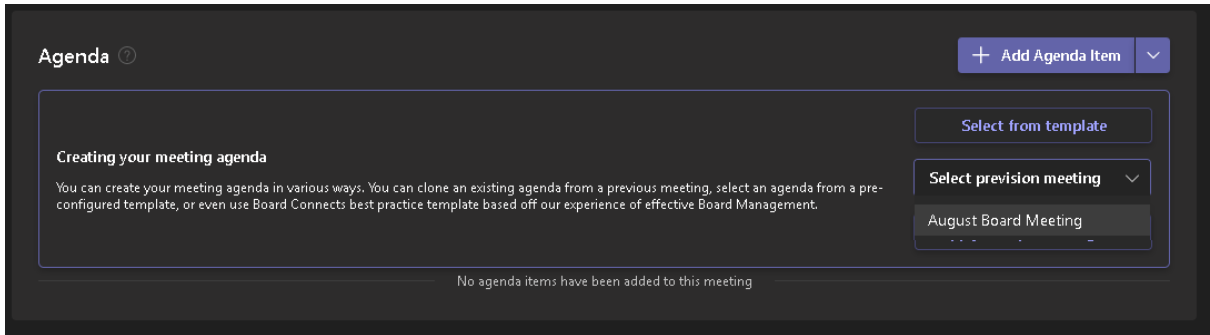 Agenda
+ Add Agenda Item
Select from template
Creating your meeting agenda
You can create your meeting agenda in various ways. You can clone an existing agenda from a previous meeting, select an agenda from a pre-
configured template, or even use Board Connects best practice template based off our experience of effective Board Management.
Select prevision meeting
August Board Meeting
No agenda items have been added to this meeting